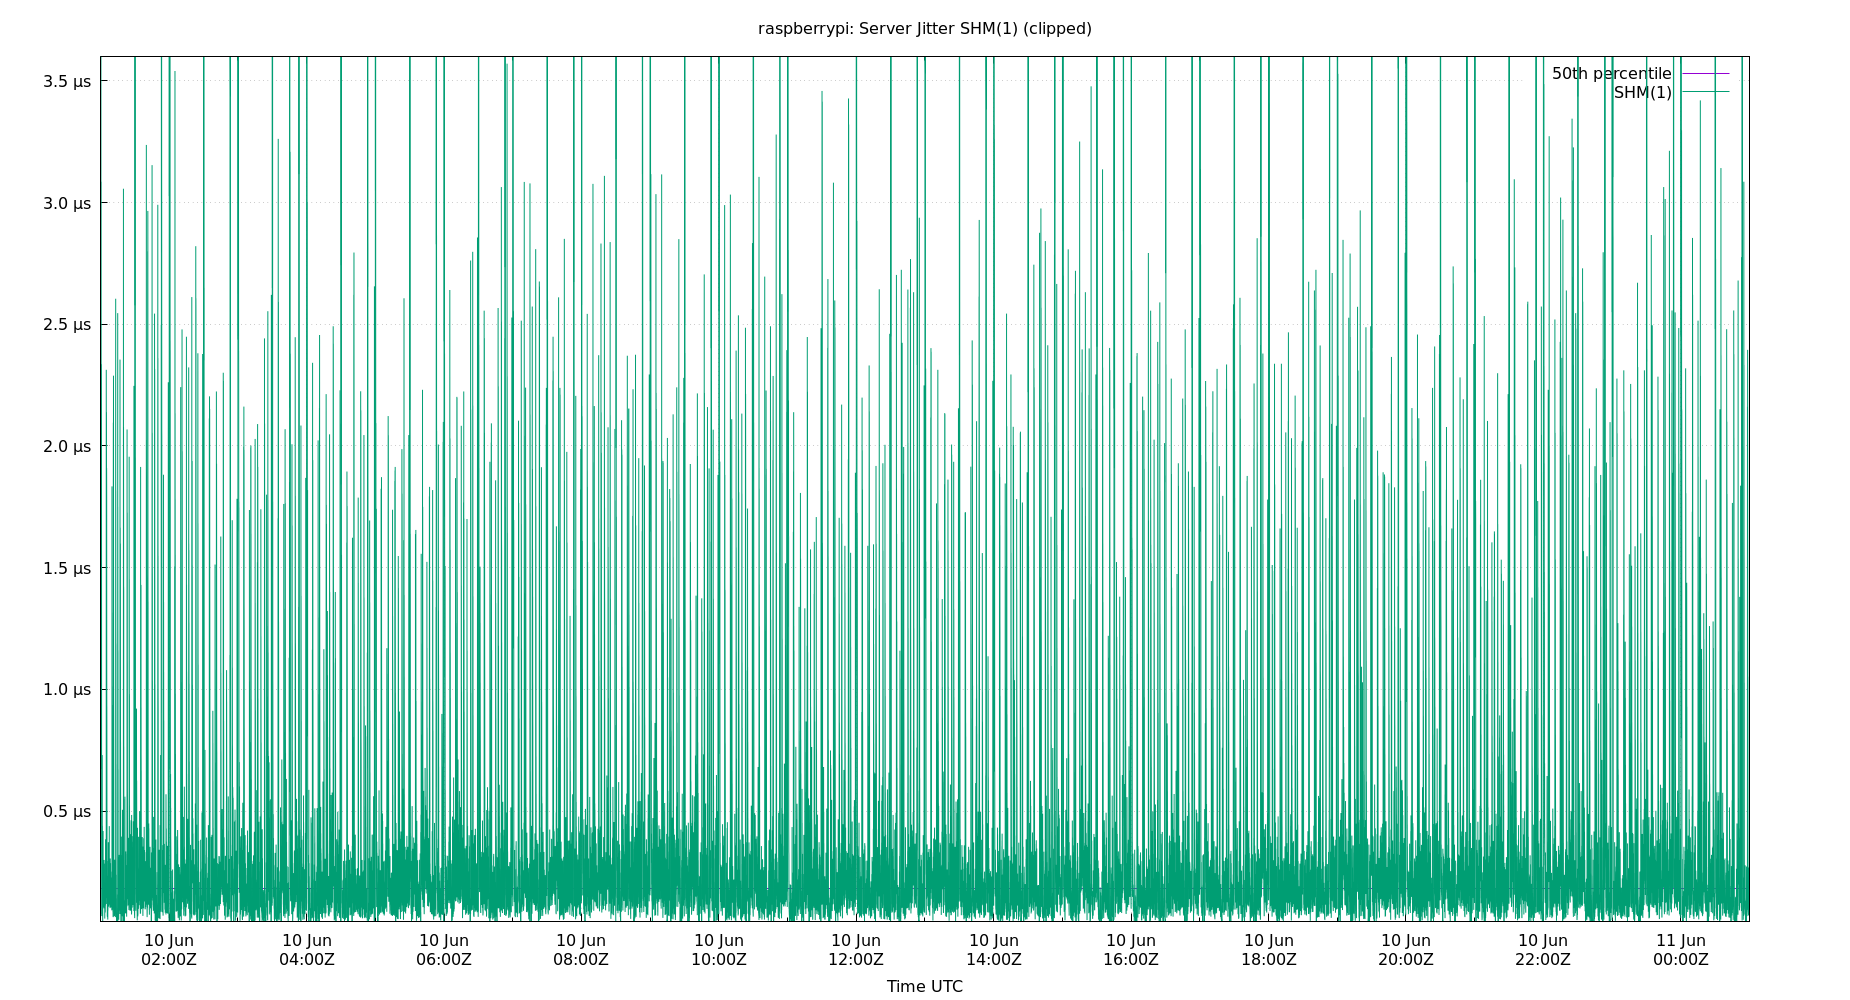 raspberrypi: Server Jitter SHM(1) (clipped)
50th percentile
SHM(1)
3.5 µs
3.0 µs
2.5 µs
2.0 µs
1.5 µs
1.0 µs
0.5 µs
10 Jun 10 Jun 10 Jun 10 Jun 10 Jun 10 Jun 10 Jun 10 Jun 10 Jun 10 Jun 10 Jun 11 Jun
02:00Z 04:00Z 06:00Z 08:00Z 10:00Z 12:00Z 14:00Z 16:00Z 18:00Z 20:00Z 22:00Z 00:00Z
Time UTC